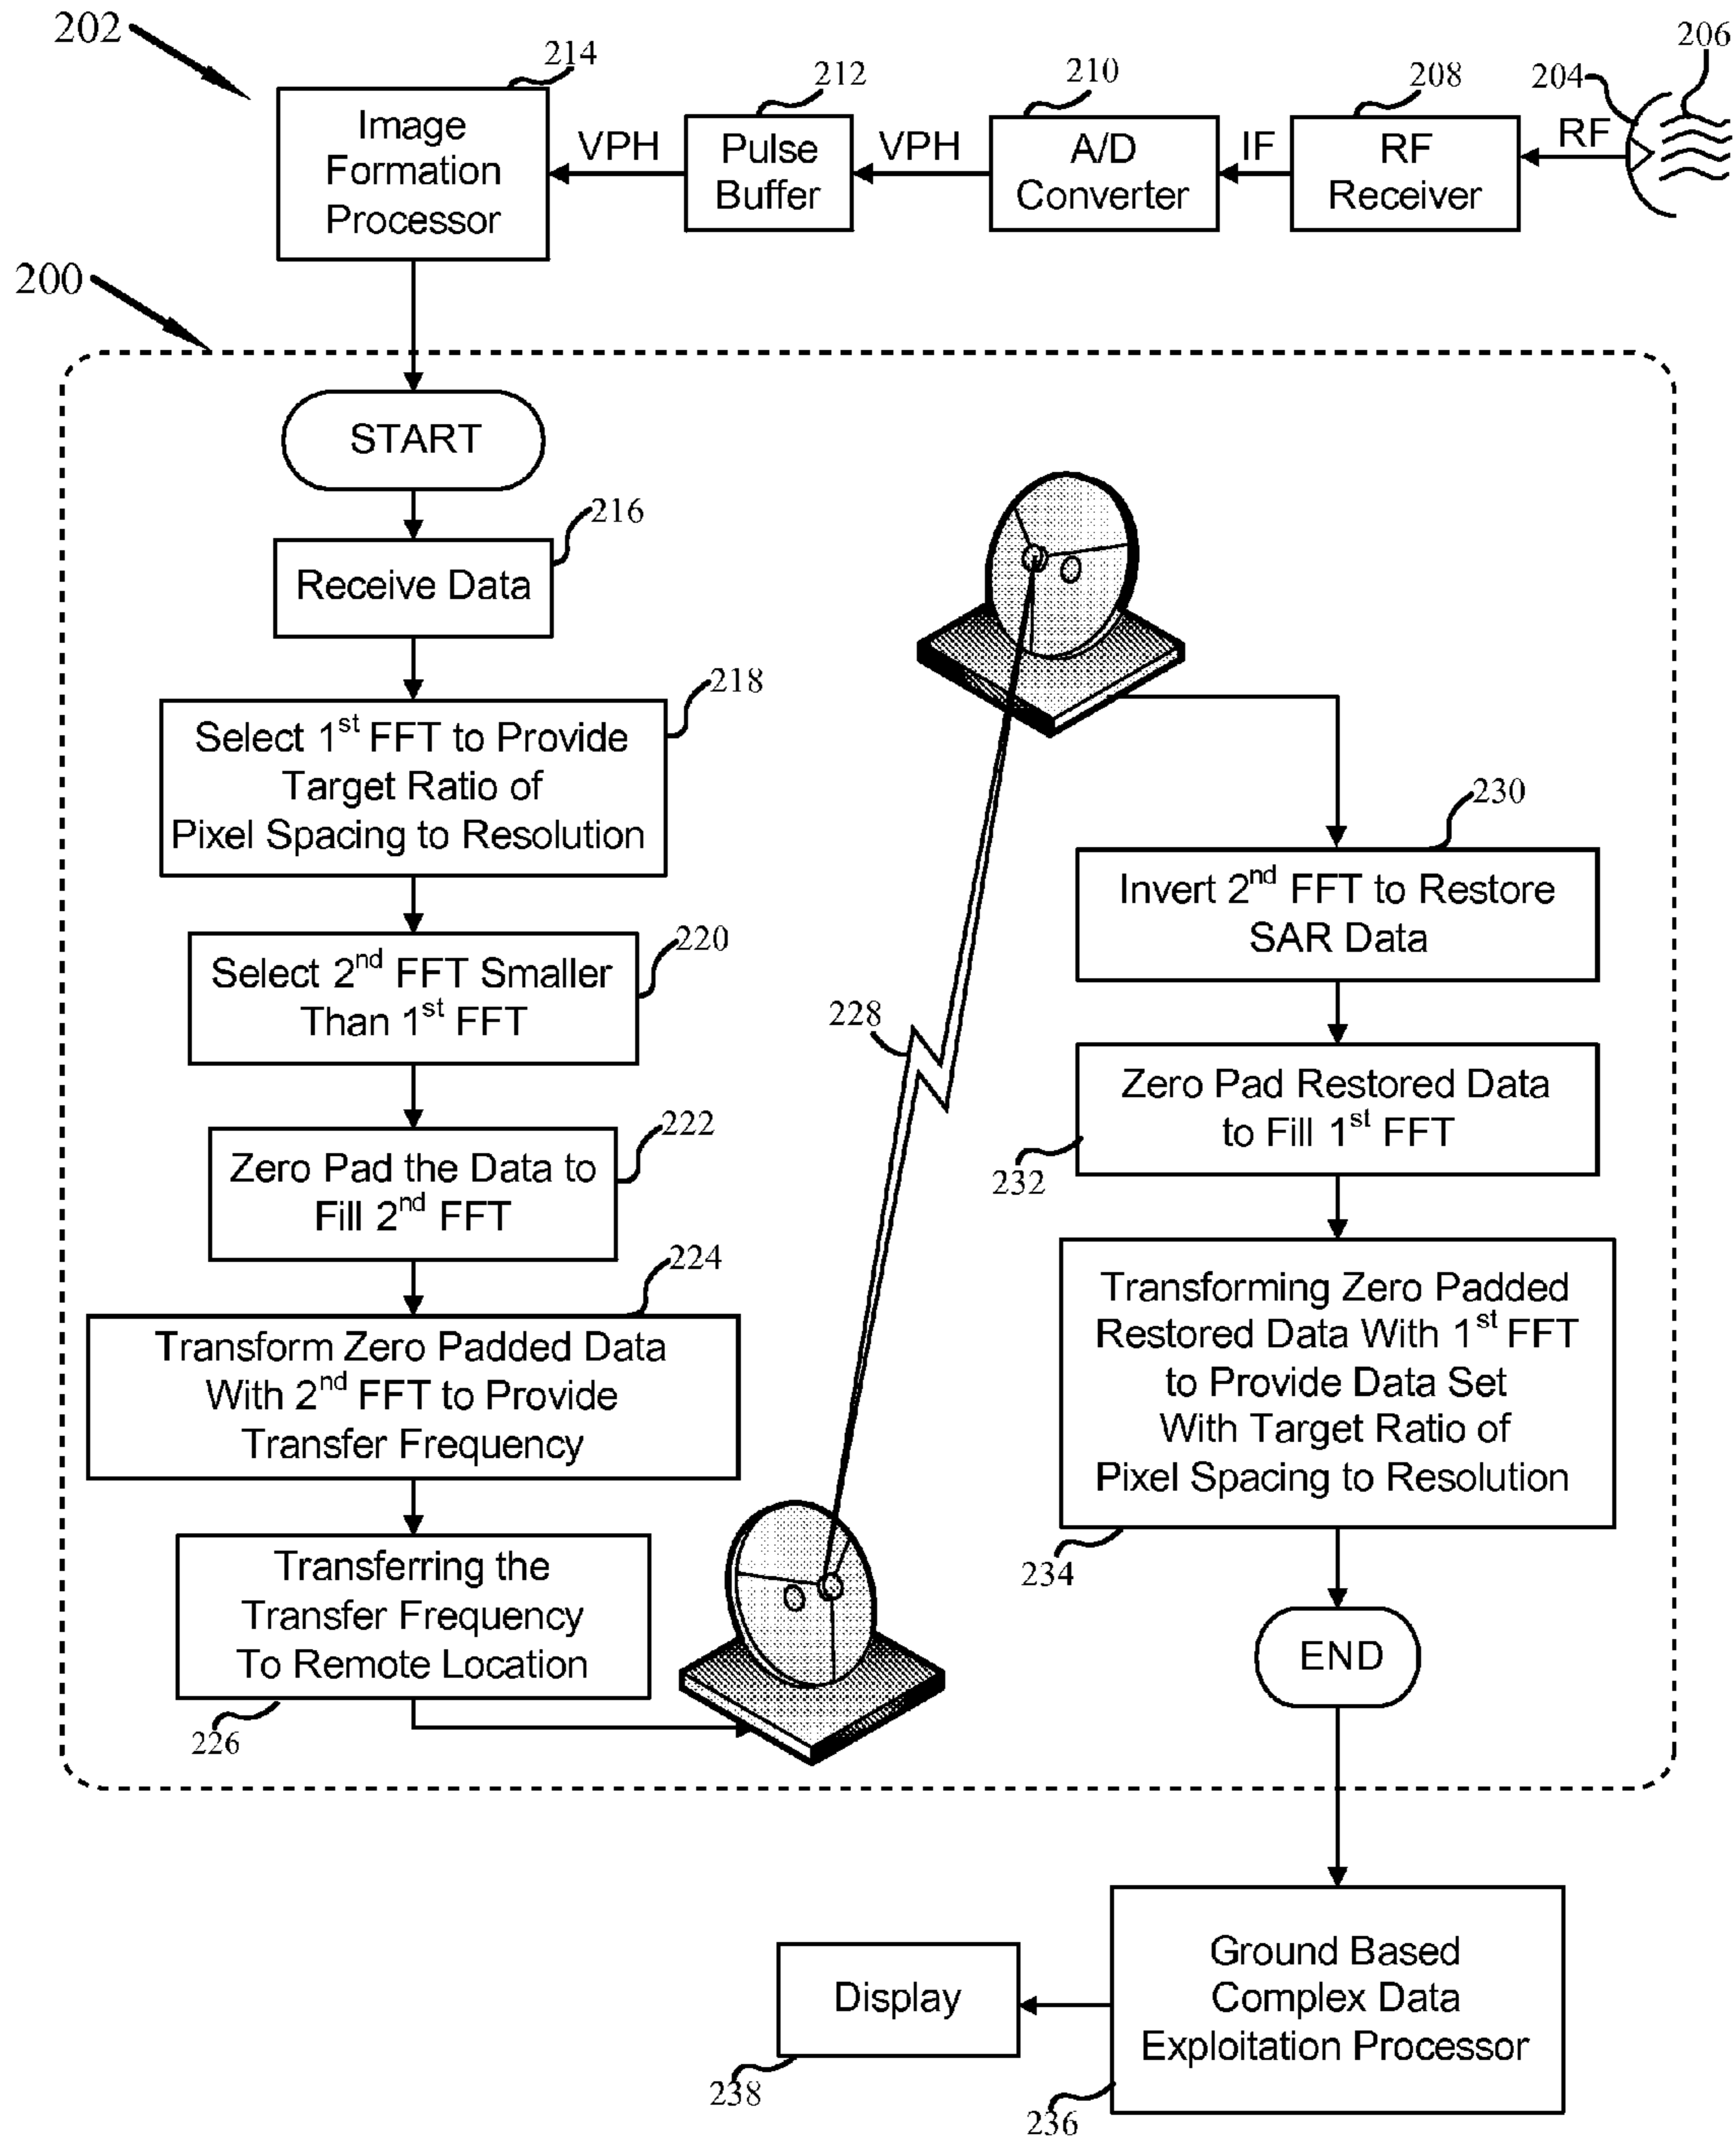 202
214
Image
Formation
Processor
VPH
212
Pulse
Buffer
VPH
210
A/D
Converter
IF
208
RF
Receiver
RF
204
206
200
START
216
Receive Data
218
Select 1st FFT to Provide
Target Ratio of
Pixel Spacing to Resolution
220
Select 2nd FFT Smaller
Than 1st FFT
222
Zero Pad the Data to
Fill 2nd FFT
224
Transform Zero Padded Data
With 2nd FFT to Provide
Transfer Frequency
Transferring the
Transfer Frequency
To Remote Location
226
228
230
Invert 2nd FFT to Restore
SAR Data
Zero Pad Restored Data
to Fill 1st FFT
232
Transforming Zero Padded
Restored Data With 1st FFT
to Provide Data Set
With Target Ratio of
Pixel Spacing to Resolution
234
END
Ground Based
Complex Data
Exploitation Processor
236
Display
238